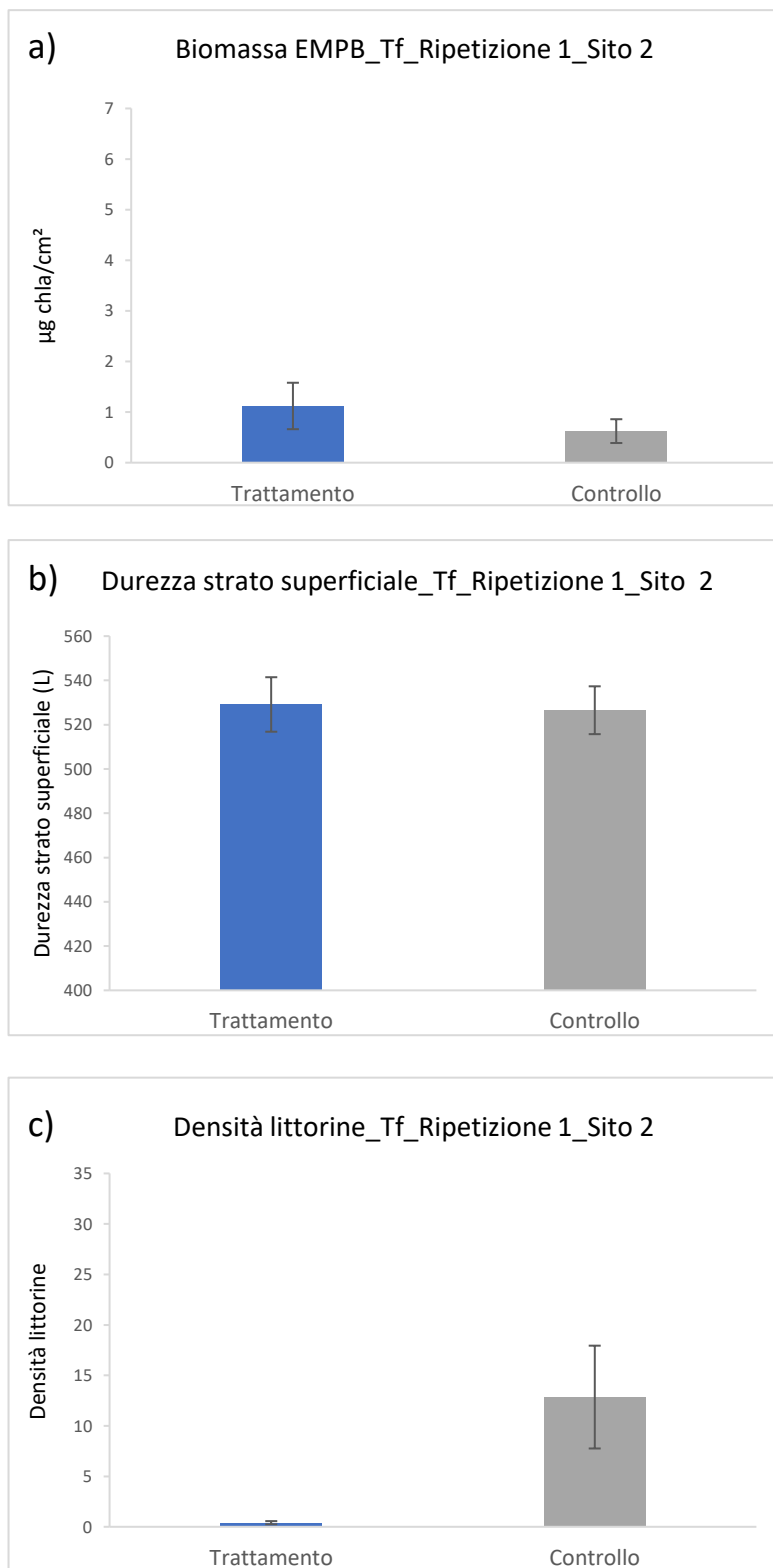 a) Biomassa EMPB_Tf_Ripetizione 1_Sito 2
7
6
5
4
3
2
1
0
µg chla/cm²
Trattamento Controllo
b) Durezza strato superficiale_Tf_Ripetizione 1_Sito 2
560
540
520
500
480
460
440
420
400
Durezza strato superficiale (L)
Trattamento Controllo
c) Densità littorine_Tf_Ripetizione 1_Sito 2
35
30
25
20
15
10
5
0
Densità littorine
Trattamento Controllo